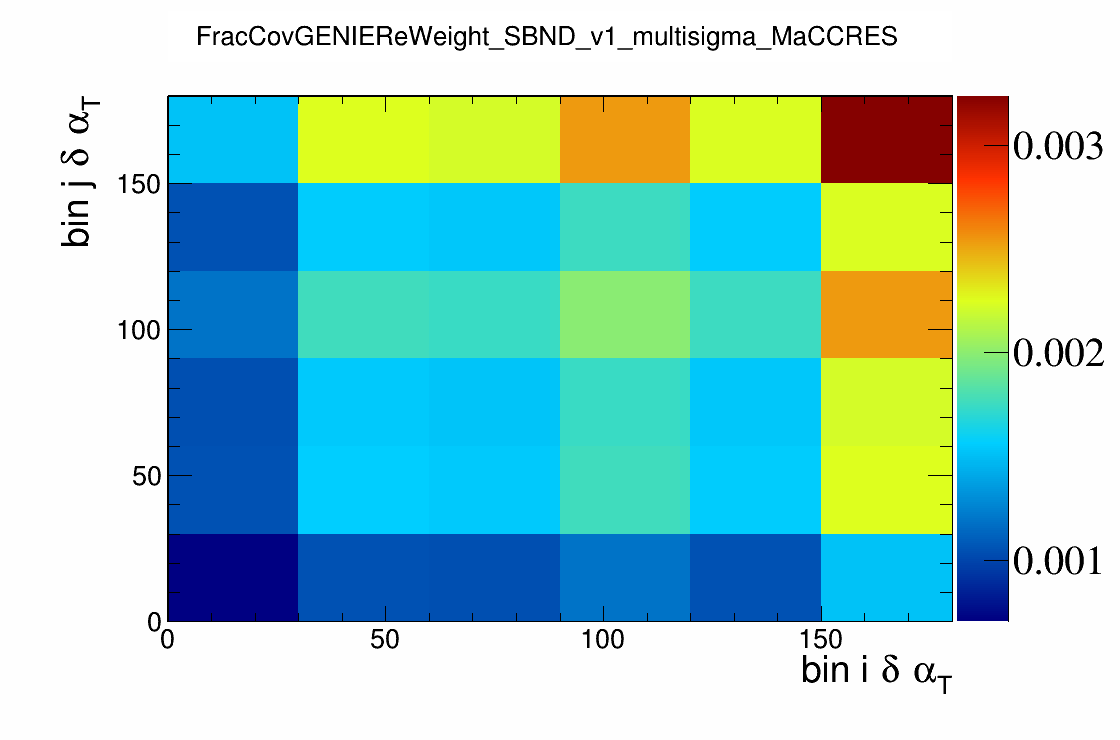 FracCovGENIEReWeight_SBND_v1_multisigma_MaCCRES
bin j δ α_T
150
100
50
0
0 50 100 150
bin i δ α_T
0.003
0.002
0.001